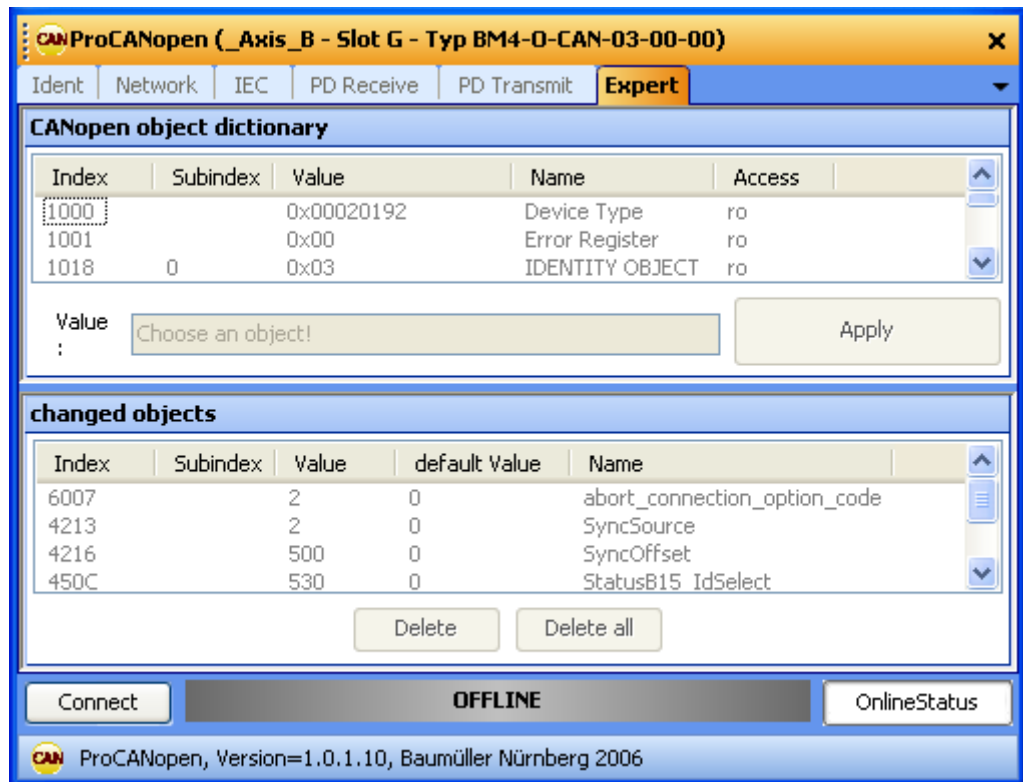 CAN ProCANopen (_Axis_B - Slot G - Typ BM4-O-CAN-03-00-00)
Ident Network IEC PD Receive PD Transmit Expert
CANopen object dictionary
Index Subindex Value Name Access
1000 0x00020192 Device Type ro
1001 0x00 Error Register ro
1018 0 0x03 IDENTITY OBJECT ro
Value : Choose an object! Apply
changed objects
Index Subindex Value default Value Name
6007 2 0 abort_connection_option_code
4213 2 0 SyncSource
4216 500 0 SyncOffset
450C 530 0 StatusB15_IdSelect
Delete Delete all
Connect OFFLINE OnlineStatus
CAN ProCANopen, Version=1.0.1.10, Baumüller Nürnberg 2006